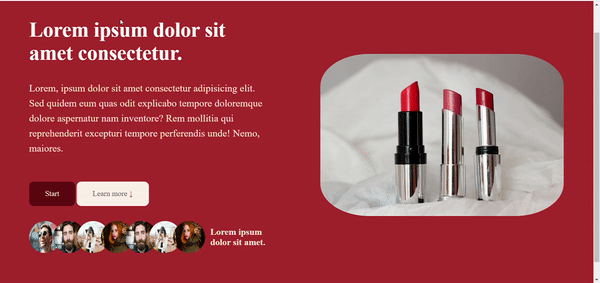 Lorem ipsum dolor sit
amet consectetur.
Lorem, ipsum dolor sit amet consectetur adipisicing elit.
Sed quidem eum quas odit explicabo tempore doloremque
dolore aspernatur nam inventore? Rem mollitia qui
reprehenderit excepturi tempore perferendis unde! Nemo,
maiores.
Start
Learn more ↓
Lorem ipsum
dolor sit amet.